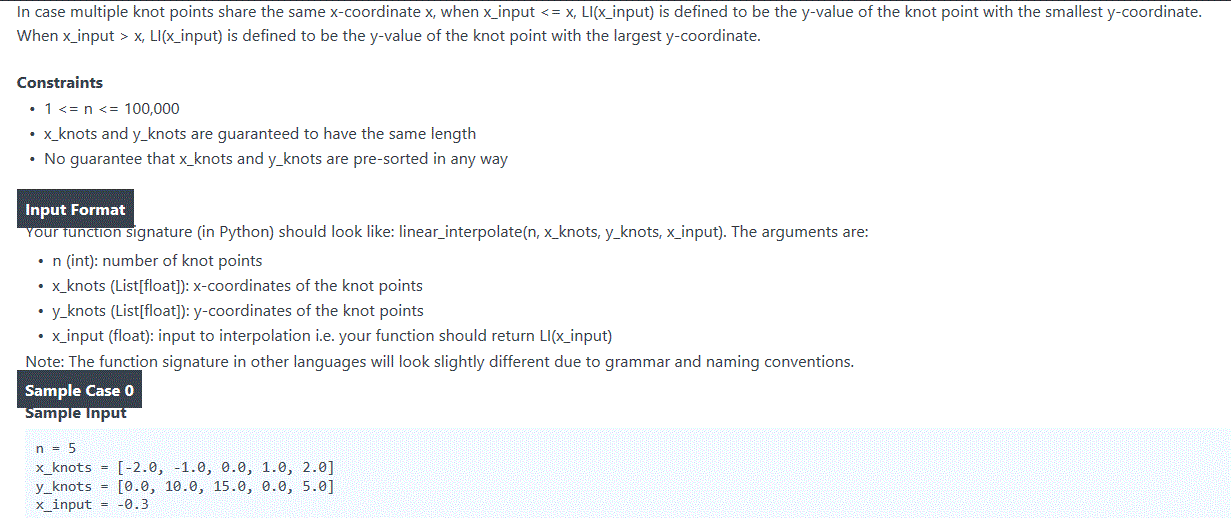 In case multiple knot points share the same x-coordinate x, when x_input <= x, LI(x_input) is defined to be the y-value of the knot point with the smallest y-coordinate.
When x_input > x, LI(x_input) is defined to be the y-value of the knot point with the largest y-coordinate.
Constraints
• 1 <= n <= 100,000
• x_knots and y_knots are guaranteed to have the same length
• No guarantee that x_knots and y_knots are pre-sorted in any way
Input Format
Your function signature (in Python) should look like: linear_interpolate(n, x_knots, y_knots, x_input). The arguments are:
• n (int): number of knot points
• x_knots (List[float]): x-coordinates of the knot points
• y_knots (List[float]): y-coordinates of the knot points
• x_input (float): input to interpolation i.e. your function should return LI(x_input)
Note: The function signature in other languages will look slightly different due to grammar and naming conventions.
Sample Case 0
Sample Input
n = 5
x_knots = [-2.0, -1.0, 0.0, 1.0, 2.0]
y_knots = [0.0, 10.0, 15.0, 0.0, 5.0]
x_input = -0.3